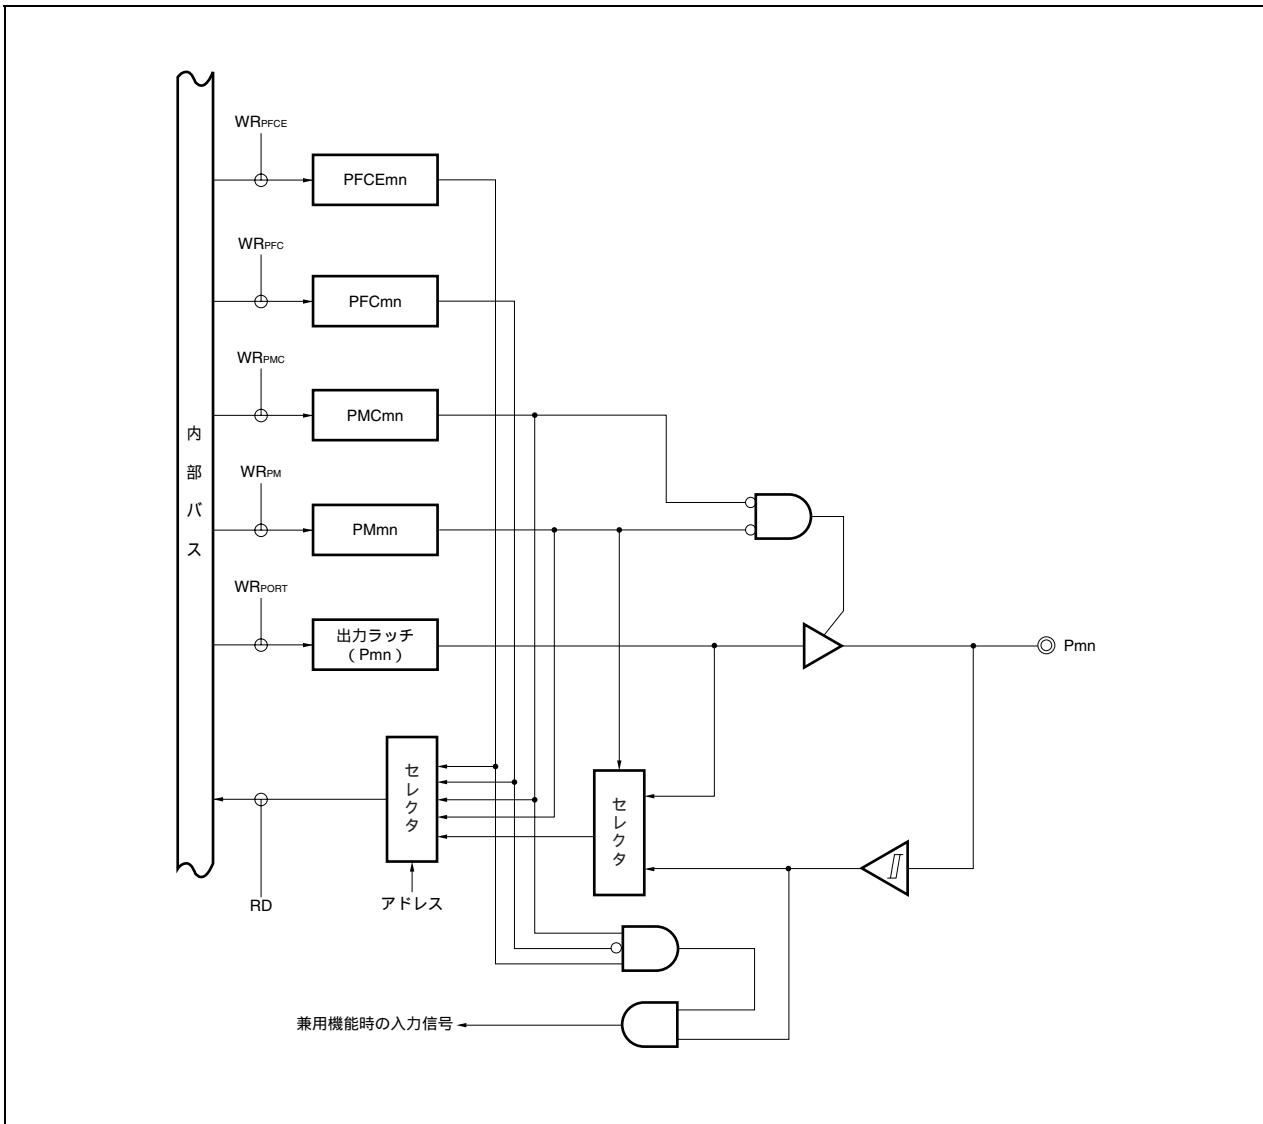 WRPFCE
PFCEmn
WRPFC
PFCmn
WRPMC
PMCmn
内部バス
WRPM
PMmn
WRPORT
出力ラッチ
（Pmn）
Pmn
セレクタ
セレクタ
RD
アドレス
兼用機能時の入力信号